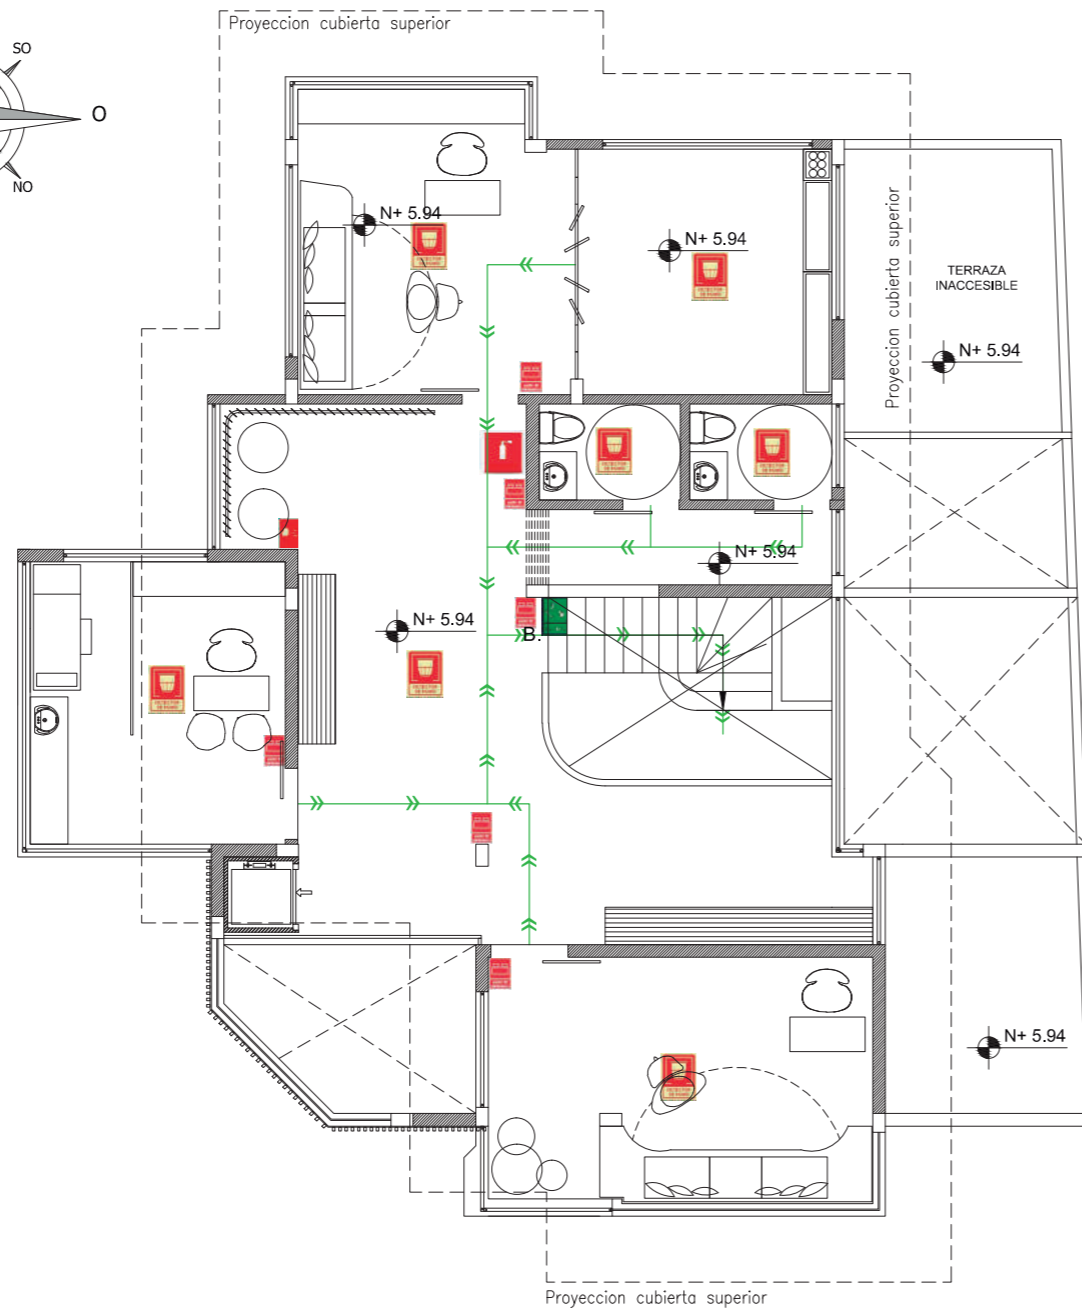 Proyeccion cubierta superior
SO
O
NO
N+ 5.94
N+ 5.94
Proyeccion cubierta superior
TERRAZA
INACCESIBLE
N+ 5.94
N+ 5.94
N+ 5.94
B.
N+ 5.94
Proyeccion cubierta superior